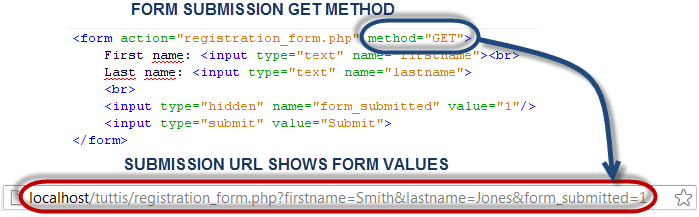 FORM SUBMISSION GET METHOD
<form action="registration_form.php" method="GET">
First name: <input type="text" name="firstname"><br>
Last name: <input type="text" name="lastname">
<br>
<input type="hidden" name="form_submitted" value="1"/>
<input type="submit" value="Submit">
</form>
SUBMISSION URL SHOWS FORM VALUES
localhost/tuttis/registration_form.php?firstname=Smith&lastname=Jones&form_submitted=1